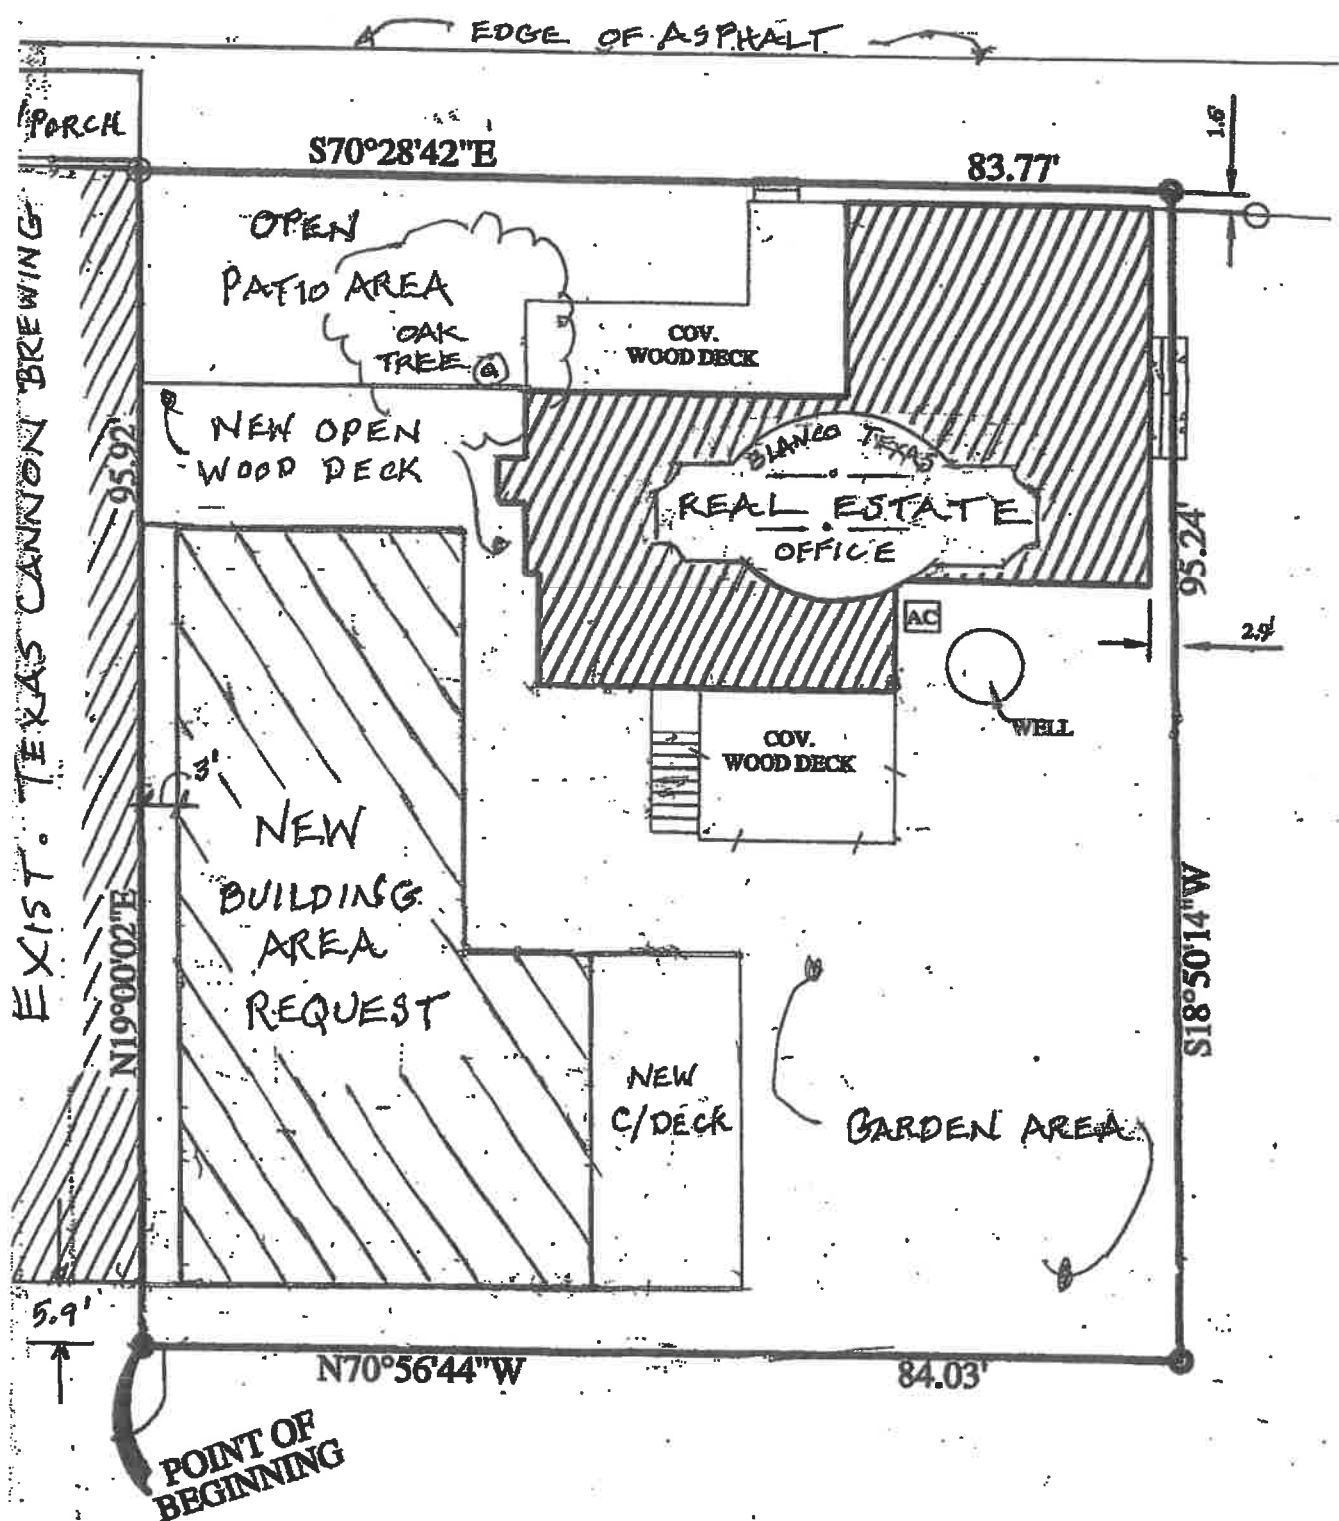 EDGE OF ASPHALT
PORCH
S70°28'42"E
83.77'
1.6'
OPEN
PATIO AREA
OAK
TREE
COV.
WOOD DECK
EXIST. TEXAS CANNON BREWING
95.92'
N19°00'02"E
NEW OPEN
WOOD DECK
BLANCO TEXAS
REAL ESTATE
OFFICE
AC
95.24'
S18°50'14"W
2.9'
WELL
COV.
WOOD DECK
3'
NEW
BUILDING
AREA
REQUEST
NEW
C/DECK
GARDEN AREA
5.9'
N70°56'44"W
84.03'
POINT OF
BEGINNING